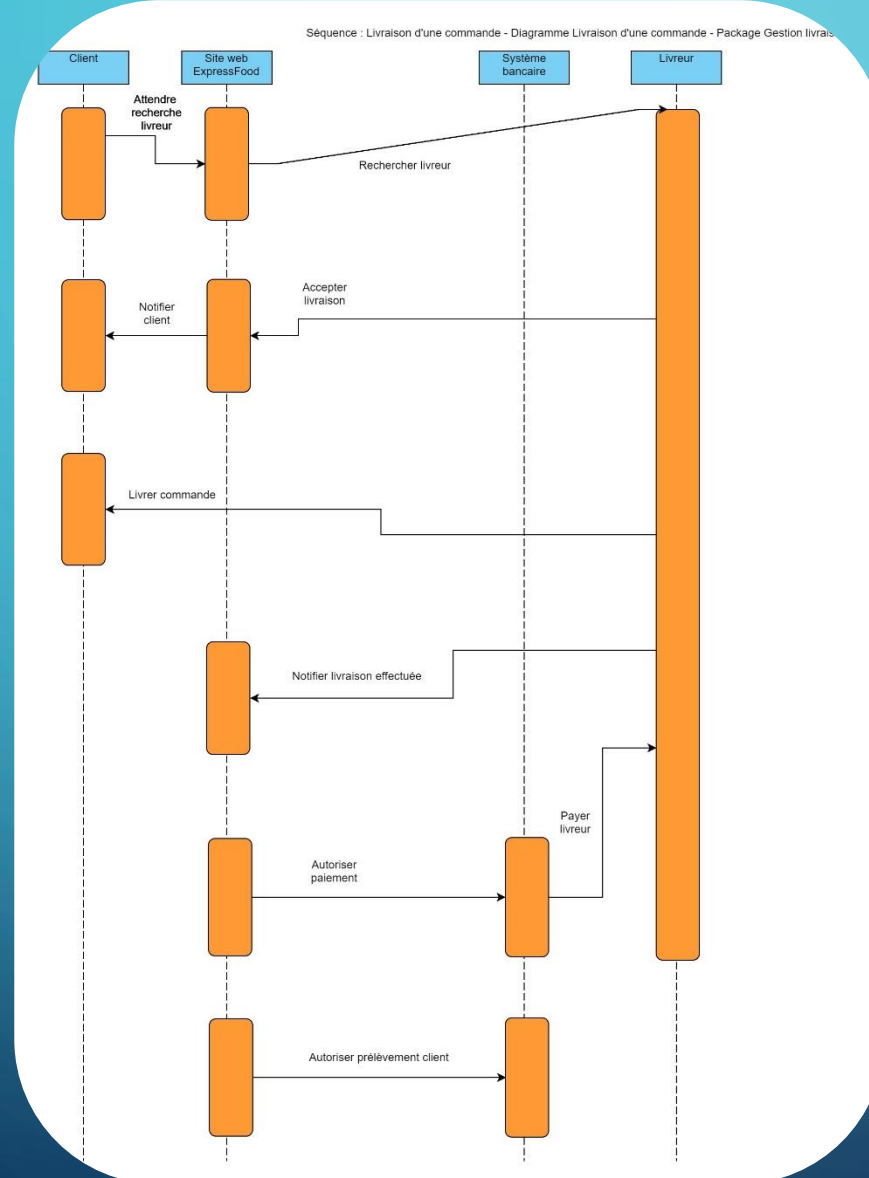 Séquence : Livraison d'une commande - Diagramme Livraison d'une commande - Package Gestion
Client
Site web
ExpressFood
Système
bancaire
Livreur
Attendre
recherche
livreur
Rechercher livreur
Accepter
livraison
Notifier
client
Livrer commande
Notifier livraison effectuée
Payer
livreur
Autoriser
paiement
Autoriser prélèvement client